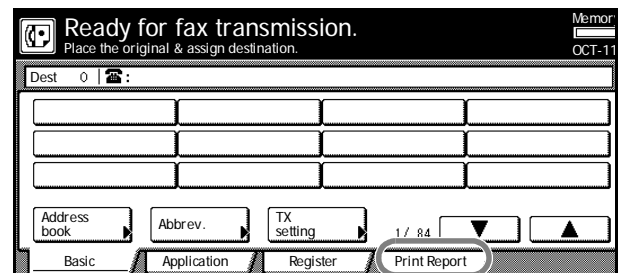 Ready for fax transmission.
Memor
Place the original & assign destination.
OCT-11
Dest 0 ☎:
Address book
Abbrev.
TX setting
1/ 84 ▼ ▲
Basic Application Register Print Report